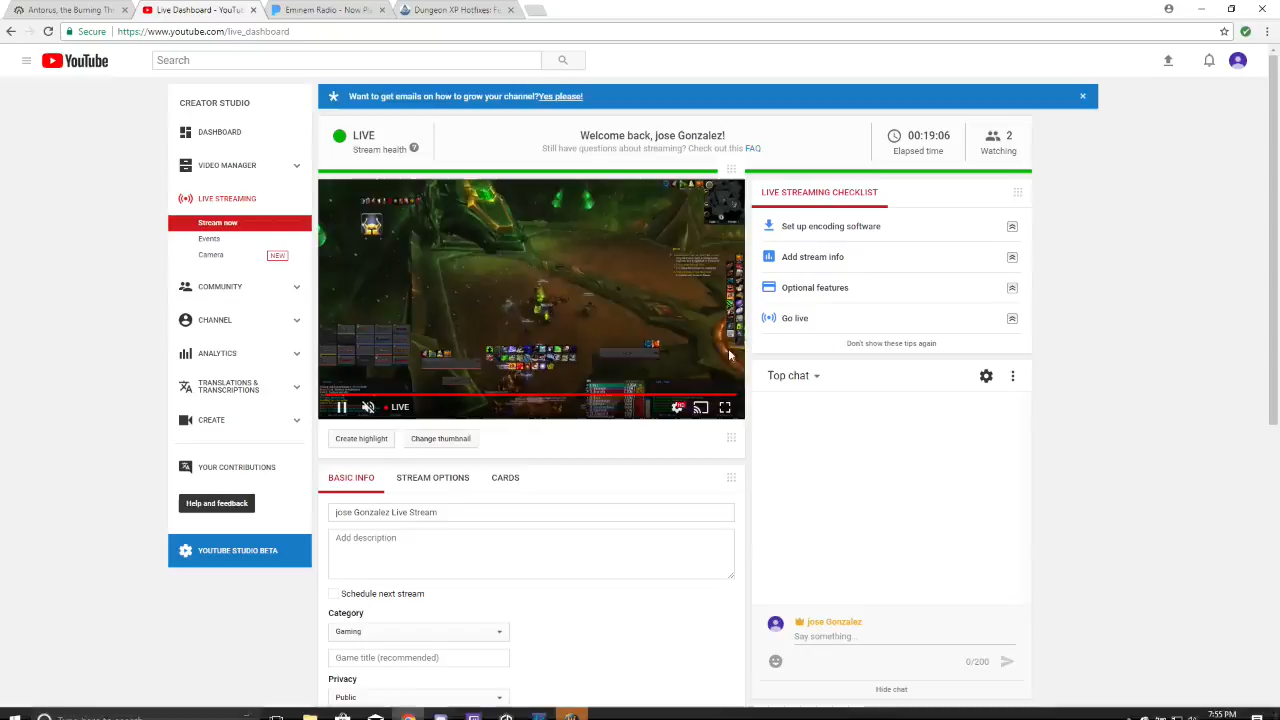 Antorus, the Burning Th
Live Dashboard - YouTu
Eminem Radio - Now Pl
Dungeon XP Hotfixes: F
Secure
https://www.youtube.com/live_dashboard
YouTube
Search
CREATOR STUDIO
DASHBOARD
VIDEO MANAGER
LIVE STREAMING
Stream now
Events
Camera
NEW
COMMUNITY
CHANNEL
ANALYTICS
TRANSLATIONS &
TRANSCRIPTIONS
CREATE
YOUR CONTRIBUTIONS
Help and feedback
YOUTUBE STUDIO BETA
Want to get emails on how to grow your channel? Yes please!
LIVE
Stream health
Welcome back, jose Gonzalez!
Still have questions about streaming? Check out this FAQ
00:19:06
Elapsed time
2
Watching
LIVE
Create highlight
Change thumbnail
BASIC INFO
STREAM OPTIONS
CARDS
jose Gonzalez Live Stream
Add description
Schedule next stream
Category
Gaming
Game title (recommended)
Privacy
Public
LIVE STREAMING CHECKLIST
Set up encoding software
Add stream info
Optional features
Go live
Don't show these tips again
Top chat
jose Gonzalez
Say something...
0/200
Hide chat
Type here to search
7:55 PM